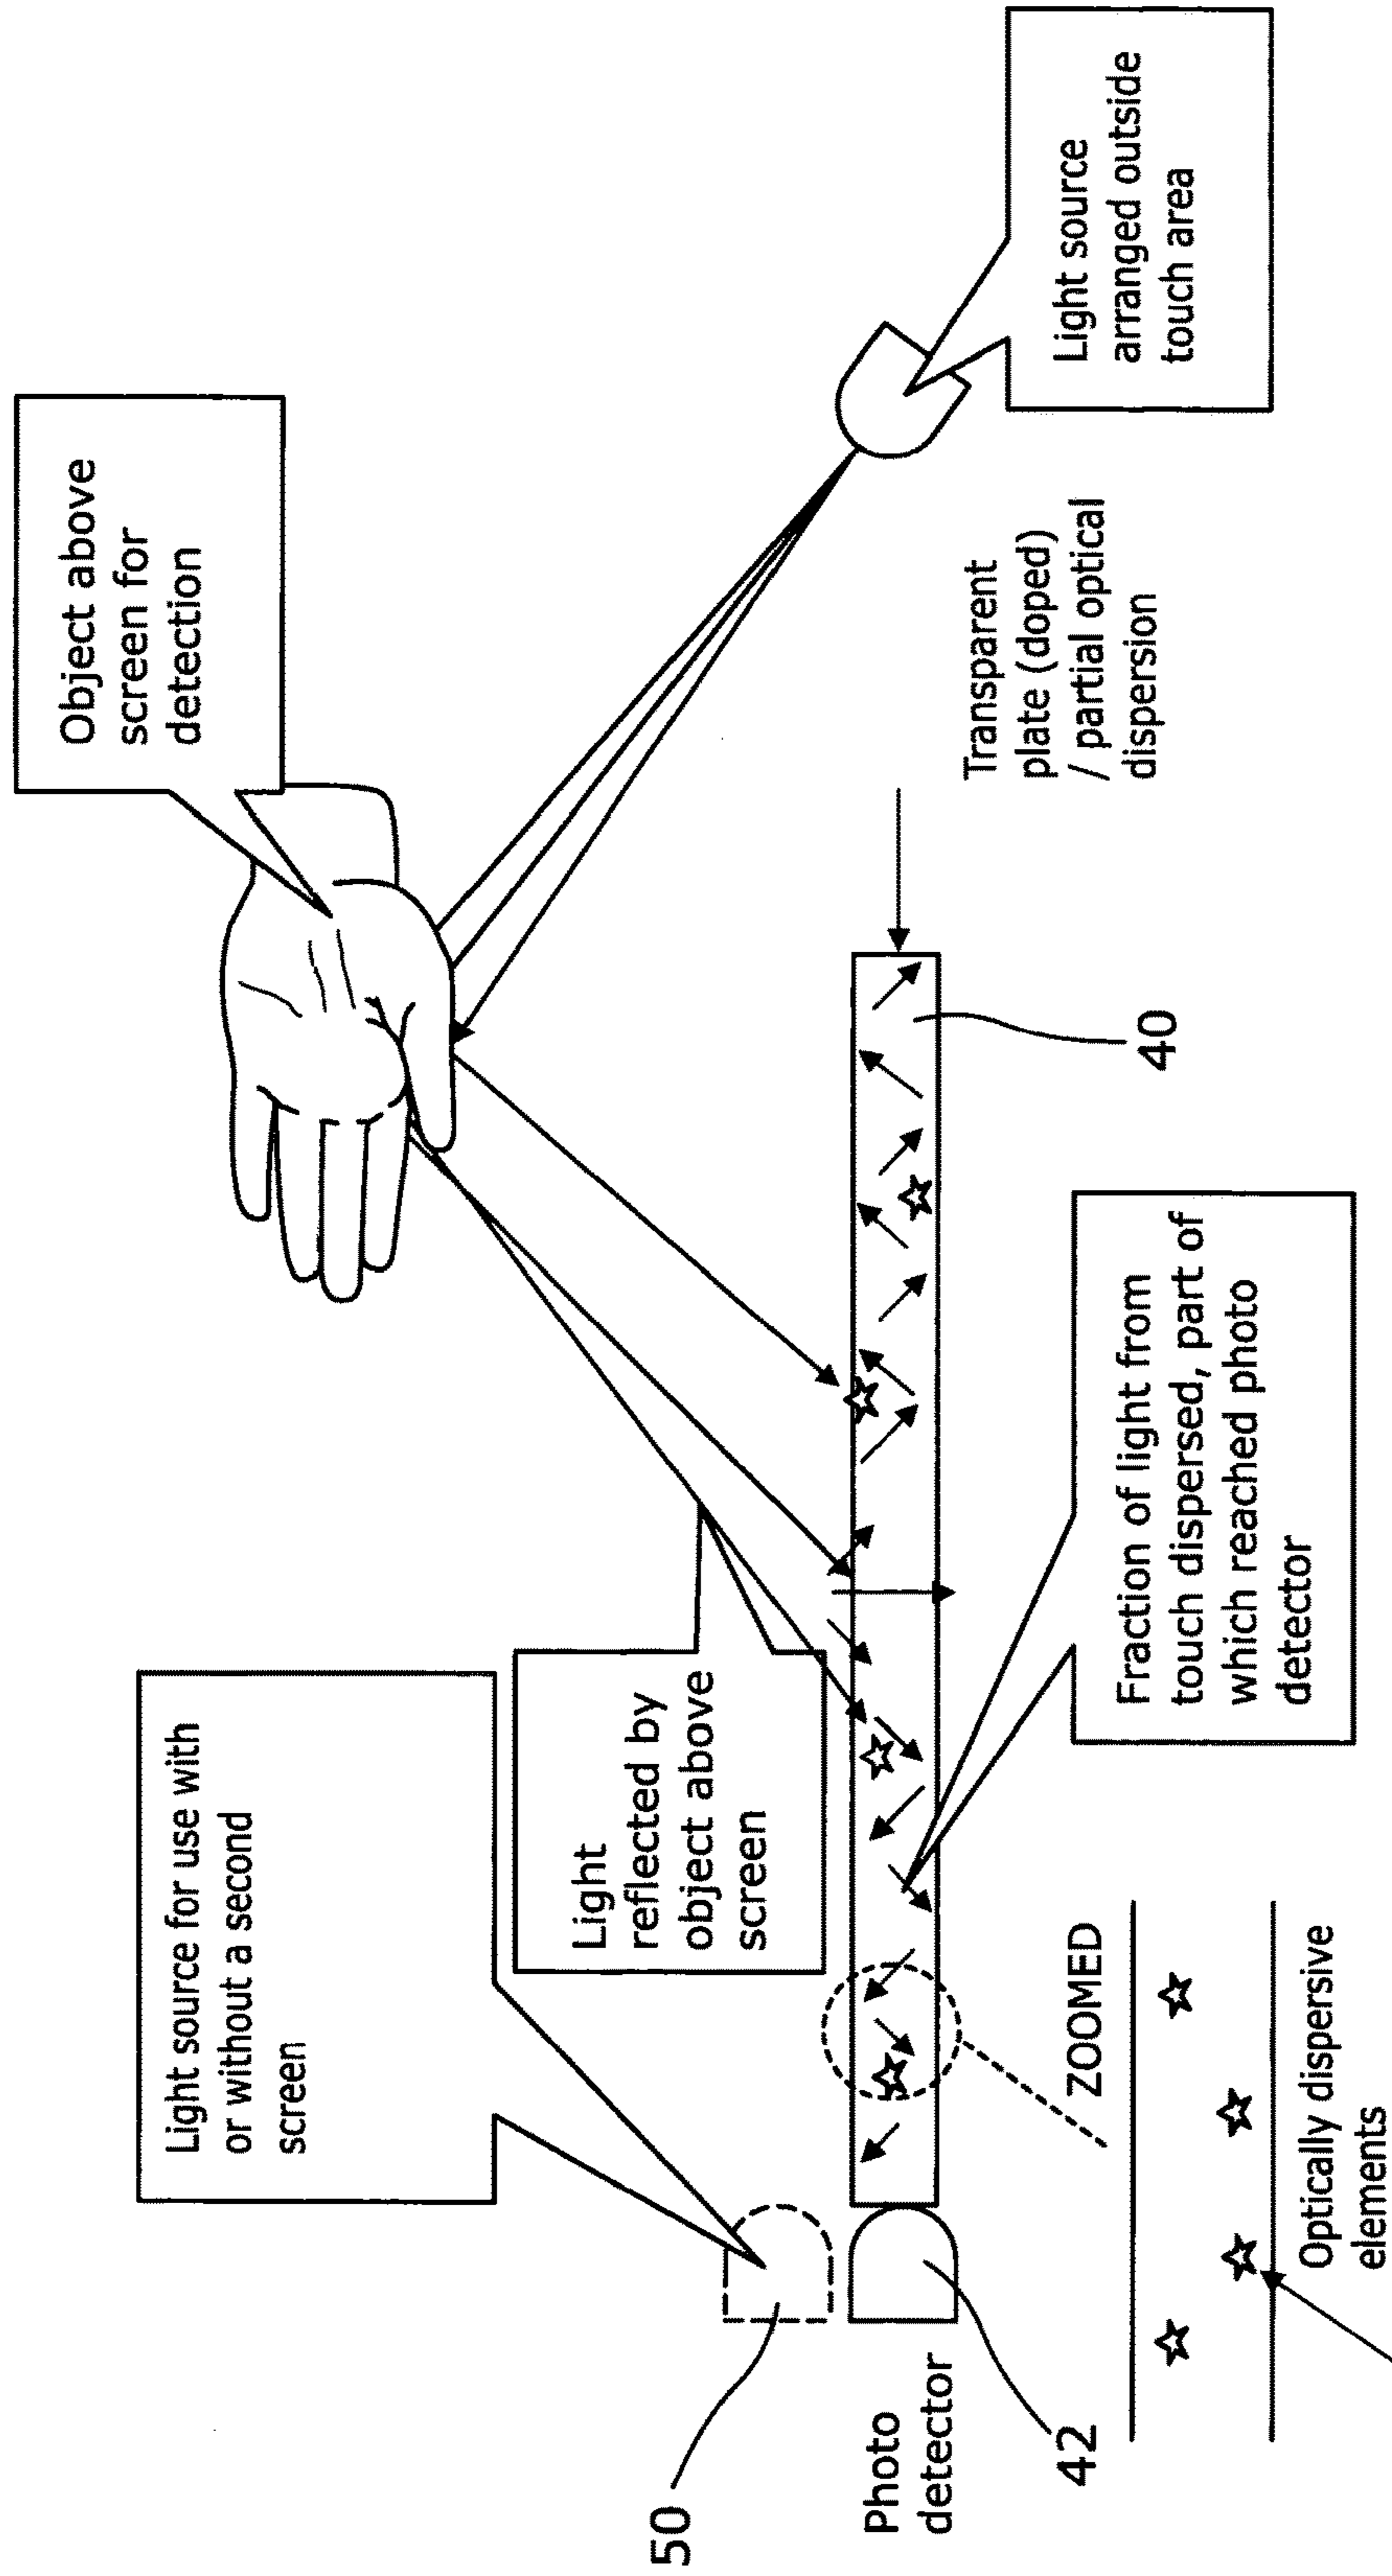 Object above
screen for
detection
Light source for use with
or without a second
screen
Light
reflected by
object above
screen
Light source
arranged outside
touch area
Transparent
plate (doped)
/ partial optical
dispersion
50
Photo
detector
42
40
Fraction of light from
touch dispersed, part of
which reached photo
detector
ZOOMED
Optically dispersive
elements